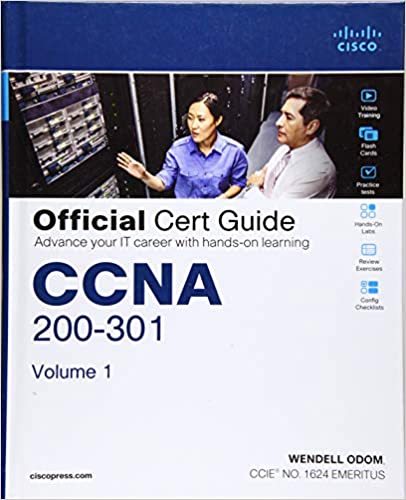 CISCO
Video
Training
Flash
Cards
Practice
tests
Hands-On
Labs
Review
Exercises
Config
Checklists
Official Cert Guide
Advance your IT career with hands-on learning
CCNA
200-301
Volume 1
WENDELL ODOM,
CCIE® NO. 1624 EMERITUS
ciscopress.com